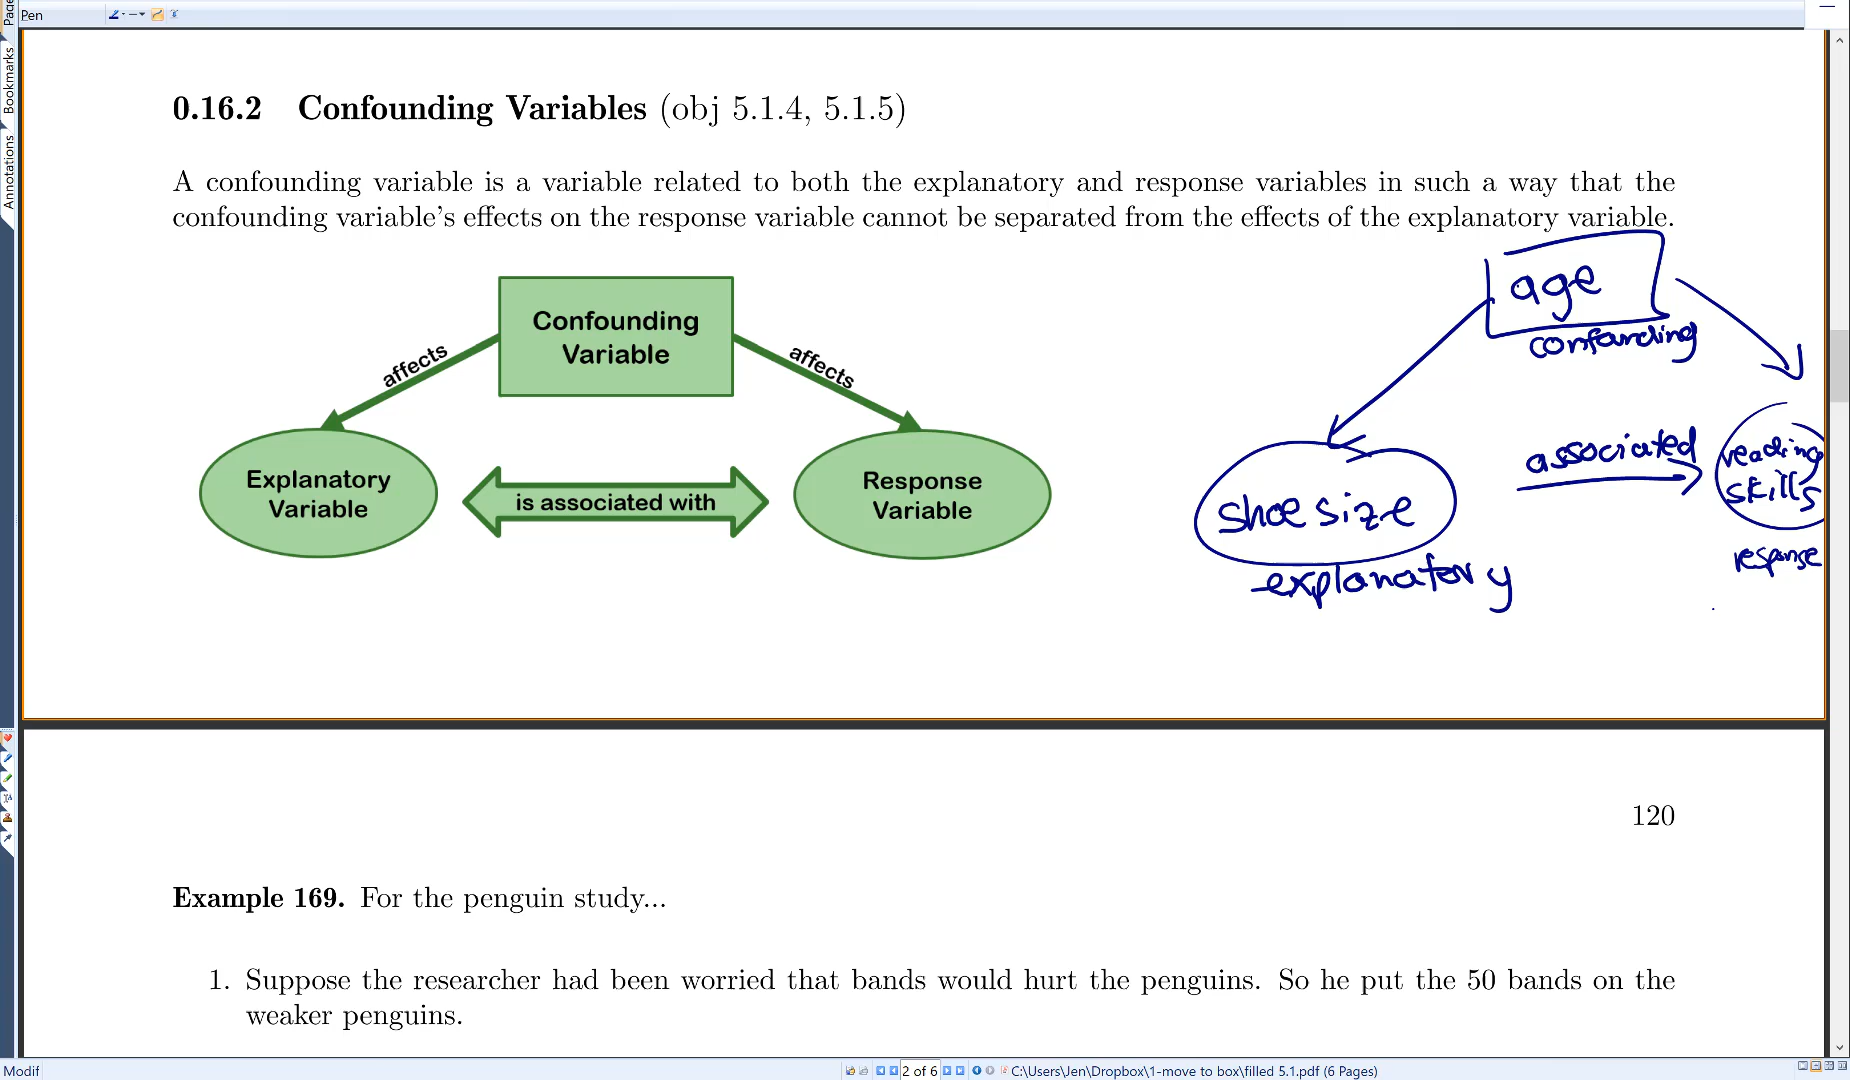 Pen
Page
Bookmarks
Annotations
0.16.2 Confounding Variables (obj 5.1.4, 5.1.5)
A confounding variable is a variable related to both the explanatory and response variables in such a way that the
confounding variable's effects on the response variable cannot be separated from the effects of the explanatory variable.
Confounding
Variable
affects
affects
Explanatory
Variable
is associated with
Response
Variable
age
confounding
associated
shoe size
explanatory
reading
skills
response
120
Example 169. For the penguin study...
1. Suppose the researcher had been worried that bands would hurt the penguins. So he put the 50 bands on the
weaker penguins.
Modif
2 of 6
C:\Users\Jen\Dropbox\1-move to box\filled 5.1.pdf (6 Pages)